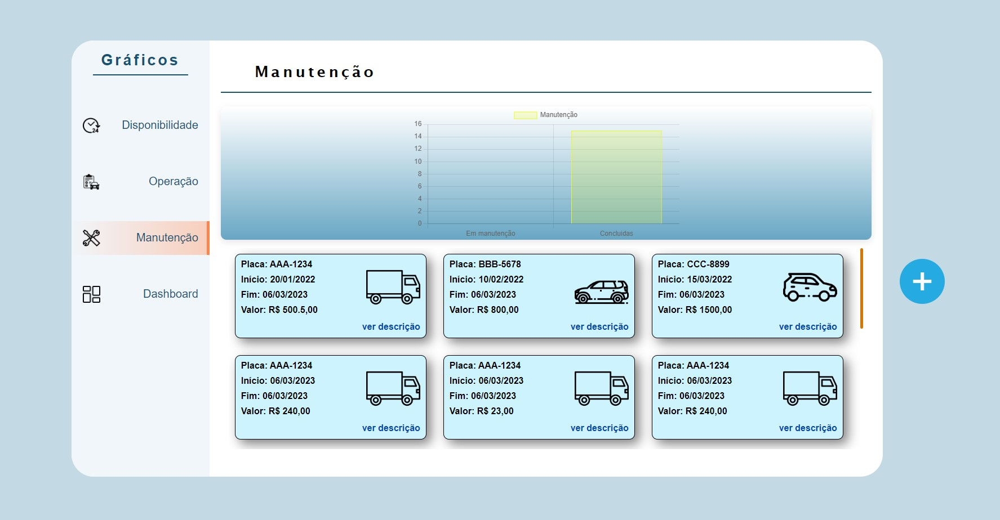 Gráficos
Disponibilidade
24
Operação
Manutenção
Dashboard
Manutenção
Manutenção
16
14
12
10
8
6
4
2
0
Em manutenção
Concluidas
Placa: AAA-1234
Início: 20/01/2022
Fim: 06/03/2023
Valor: R$ 500.5,00
ver descrição
Placa: BBB-5678
Início: 10/02/2022
Fim: 06/03/2023
Valor: R$ 800,00
ver descrição
Placa: CCC-8899
Início: 15/03/2022
Fim: 06/03/2023
Valor: R$ 1500,00
ver descrição
Placa: AAA-1234
Início: 06/03/2023
Fim: 06/03/2023
Valor: R$ 240,00
ver descrição
Placa: AAA-1234
Início: 06/03/2023
Fim: 06/03/2023
Valor: R$ 23,00
ver descrição
Placa: AAA-1234
Início: 06/03/2023
Fim: 06/03/2023
Valor: R$ 240,00
ver descrição
+